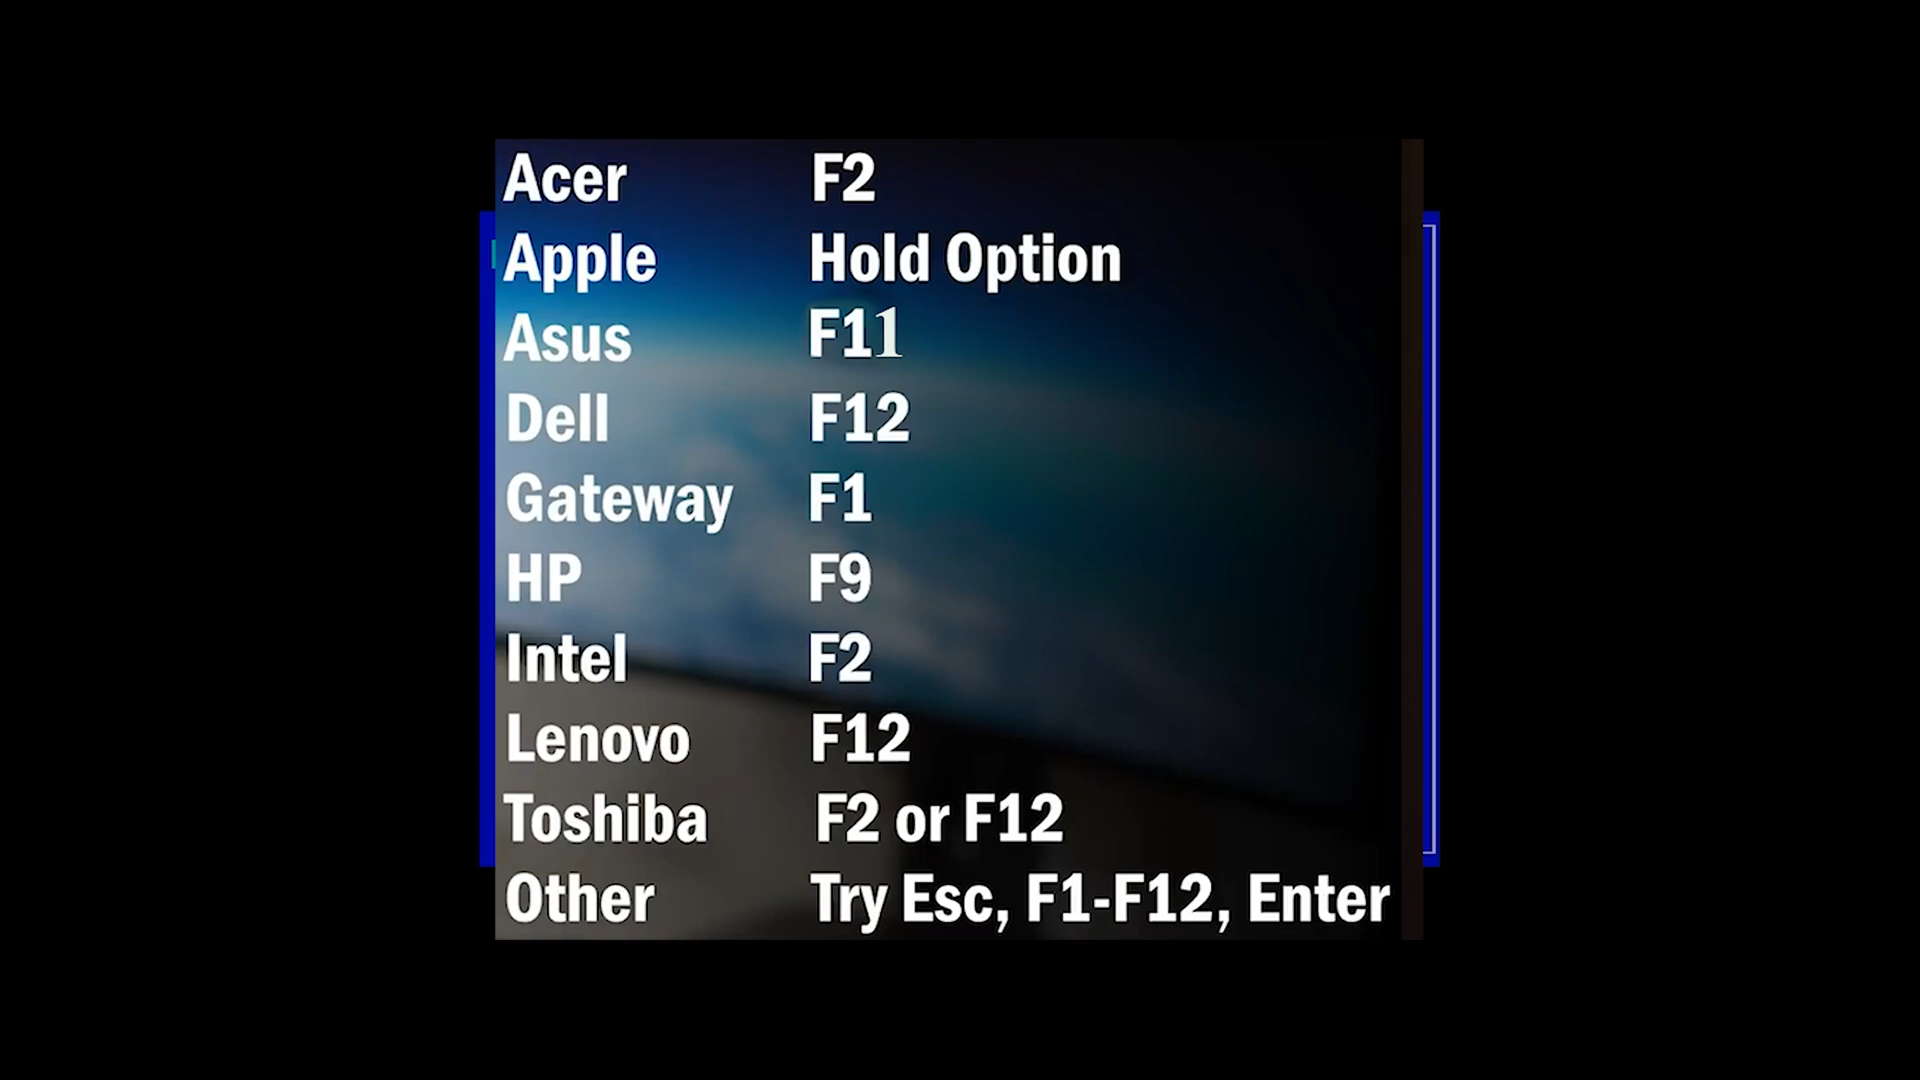 Acer F2
Apple Hold Option
Asus F11
Dell F12
Gateway F1
HP F9
Intel F2
Lenovo F12
Toshiba F2 or F12
Other Try Esc, F1-F12, Enter